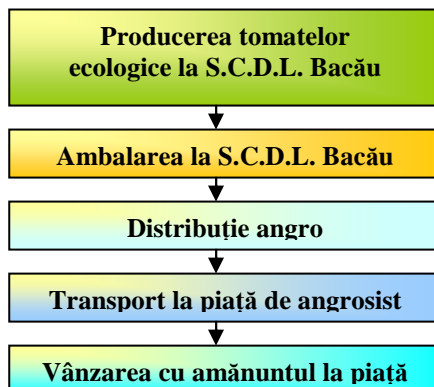 Producerea tomatelor
ecologice la S.C.D.L. Bacău
Ambalarea la S.C.D.L. Bacău
Distribuție angro
Transport la piață de angrosist
Vânzarea cu amănuntul la piață